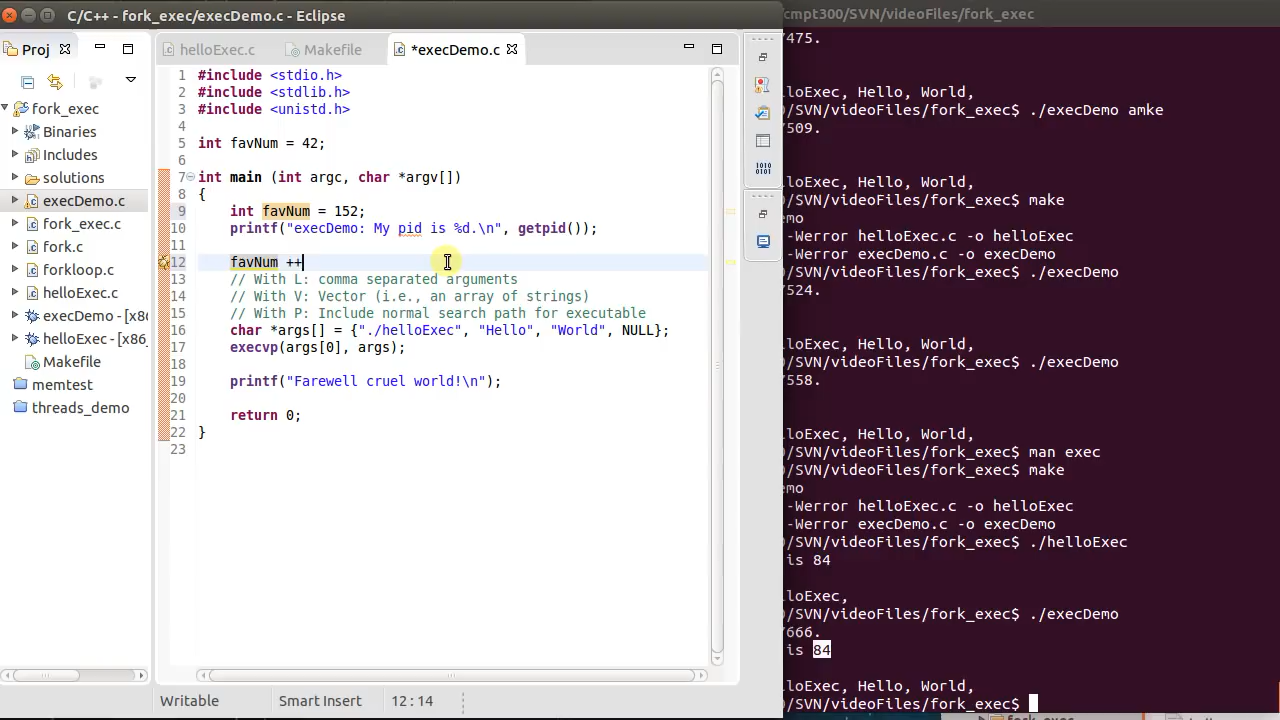 C/C++ - fork_exec/execDemo.c - Eclipse
Proj
helloExec.c
Makefile
*execDemo.c
fork_exec
Binaries
Includes
solutions
execDemo.c
fork_exec.c
fork.c
forkloop.c
helloExec.c
execDemo - [x86
helloExec - [x86_
Makefile
memtest
threads_demo
1 #include <stdio.h>
2 #include <stdlib.h>
3 #include <unistd.h>
4
5 int favNum = 42;
6
7 int main (int argc, char *argv[])
8 {
9 int favNum = 152;
10 printf("execDemo: My pid is %d.\n", getpid());
11
12 favNum ++
13 // With L: comma separated arguments
14 // With V: Vector (i.e., an array of strings)
15 // With P: Include normal search path for executable
16 char *args[] = {"./helloExec", "Hello", "World", NULL};
17 execvp(args[0], args);
18
19 printf("Farewell cruel world!\n");
20
21 return 0;
22 }
23
Writable
Smart Insert
12 : 14
cmpt300/SVN/videoFiles/fork_exec
475.
loExec, Hello, World,
/SVN/videoFiles/fork_exec$ ./execDemo amke
509.
loExec, Hello, World,
/SVN/videoFiles/fork_exec$ make
emo
-Werror helloExec.c -o helloExec
-Werror execDemo.c -o execDemo
/SVN/videoFiles/fork_exec$ ./execDemo
524.
loExec, Hello, World,
/SVN/videoFiles/fork_exec$ ./execDemo
558.
loExec, Hello, World,
/SVN/videoFiles/fork_exec$ man exec
/SVN/videoFiles/fork_exec$ make
emo
-Werror helloExec.c -o helloExec
-Werror execDemo.c -o execDemo
/SVN/videoFiles/fork_exec$ ./helloExec
is 84
loExec,
/SVN/videoFiles/fork_exec$ ./execDemo
666.
is 84
loExec, Hello, World,
/SVN/videoFiles/fork_exec$